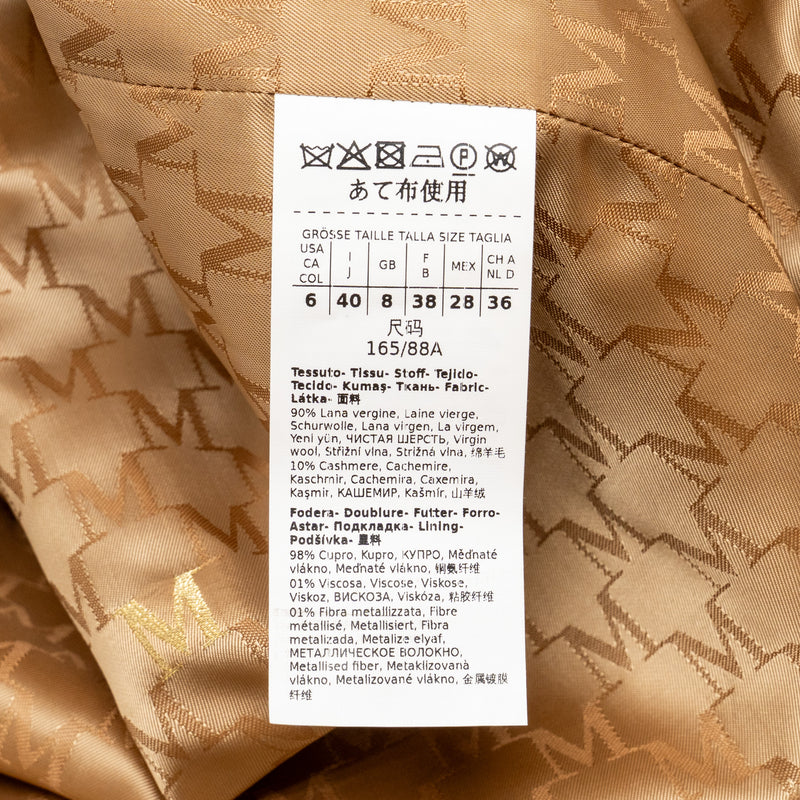 あて布使用
GRÖSSE TAILLE TALLA SIZE TAGLIA
USA CA COL I J GB F B MEX CH A NL D
6 40 8 38 28 36
尺码
165/88A
Tessuto- Tissu- Stoff- Tejido-
Tecido- Kumaş- Ткань- Fabric-
Látka- 面料
90% Lana vergine, Laine vierge,
Schurwolle, Lana virgen, La virgem,
Yeni yün, ЧИСТАЯ ШЕРСТЬ, Virgin
wool, Střižní vlna, Strižná vlna, 绵羊毛
10% Cashmere, Cachemire,
Kaschmir, Cachemira, Caxemira,
Kaşmir, КАШЕМИР, Kašmír, 山羊绒
Fodera- Doublure- Futter- Forro-
Astar- Подкладка- Lining-
Podšívka- 里料
98% Cupro, Kupro, КУПРО, Měďnaté
vlákno, Meďnaté vlákno, 铜氨纤维
01% Viscosa, Viscose, Viskose,
Viskoz, ВИСКОЗА, Viskóza, 粘胶纤维
01% Fibra metallizzata, Fibre
métallisé, Metallisiert, Fibra
metalizada, Metalize elyaf,
МЕТАЛЛИЧЕСКОЕ ВОЛОКНО,
Metallised fiber, Metaklizovaná
vlákno, Metalizované vlákno, 金属镀膜
纤维
M